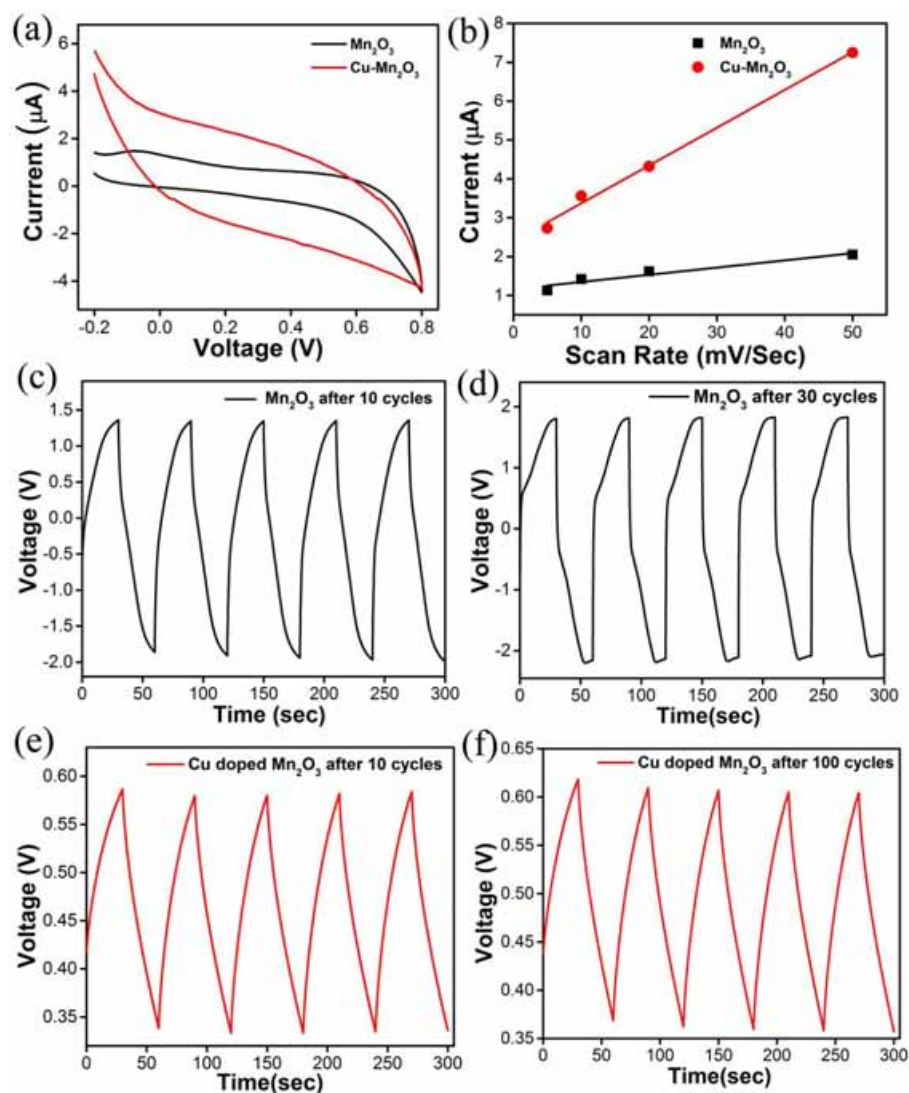 (a)
Mn₂O₃
Cu-Mn₂O₃
6
4
2
0
-2
-4
Currrent (μA)
-0.2 0.0 0.2 0.4 0.6 0.8
Voltage (V)
(b)
Mn₂O₃
Cu-Mn₂O₃
8
7
6
5
4
3
2
1
Current (μA)
0 10 20 30 40 50
Scan Rate (mV/Sec)
(c)
Mn₂O₃ after 10 cycles
1.5
1.0
0.5
0.0
-0.5
-1.0
-1.5
-2.0
Voltage (V)
0 50 100 150 200 250 300
Time (sec)
(d)
Mn₂O₃ after 30 cycles
2
1
0
-1
-2
Voltage (V)
0 50 100 150 200 250 300
Time(sec)
(e)
Cu doped Mn₂O₃ after 10 cycles
0.60
0.55
0.50
0.45
0.40
0.35
Voltage (V)
0 50 100 150 200 250 300
Time(sec)
(f)
Cu doped Mn₂O₃ after 100 cycles
0.65
0.60
0.55
0.50
0.45
0.40
0.35
Voltage (V)
0 50 100 150 200 250 300
Time(sec)